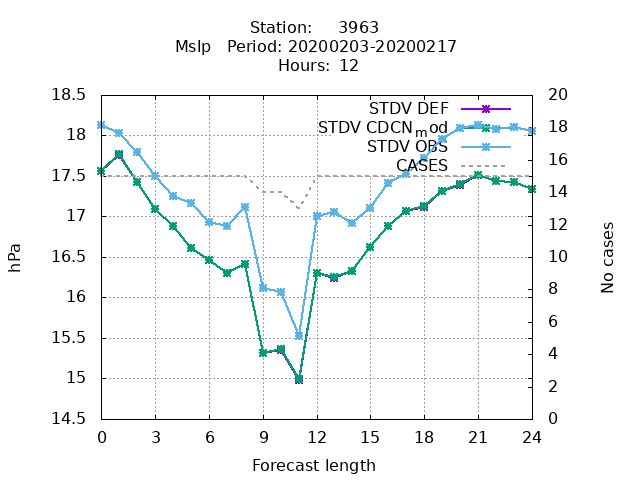 Station: 3963
Mslp Period: 20200203-20200217
Hours: 12
18.5
18
17.5
17
16.5
16
15.5
15
14.5
20
18
16
14
12
10
8
6
4
2
0
STDV DEF
STDV CDCN_mod
STDV OBS
CASES
hPa
No cases
0 3 6 9 12 15 18 21 24
Forecast length